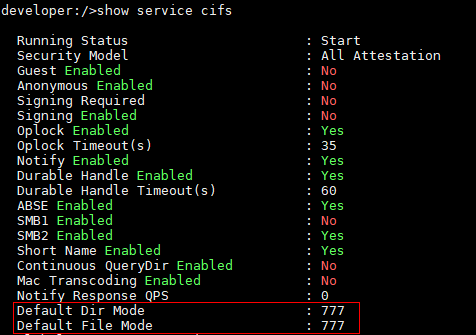 developer:/>show service cifs
Running Status : Start
Security Model : All Attestation
Guest Enabled : No
Anonymous Enabled : No
Signing Required : No
Signing Enabled : No
Oplock Enabled : Yes
Oplock Timeout(s) : 35
Notify Enabled : Yes
Durable Handle Enabled : Yes
Durable Handle Timeout(s) : 60
ABSE Enabled : Yes
SMB1 Enabled : No
SMB2 Enabled : Yes
Short Name Enabled : Yes
Continuous QueryDir Enabled : No
Mac Transcoding Enabled : No
Notify Response QPS : 0
Default Dir Mode : 777
Default File Mode : 777